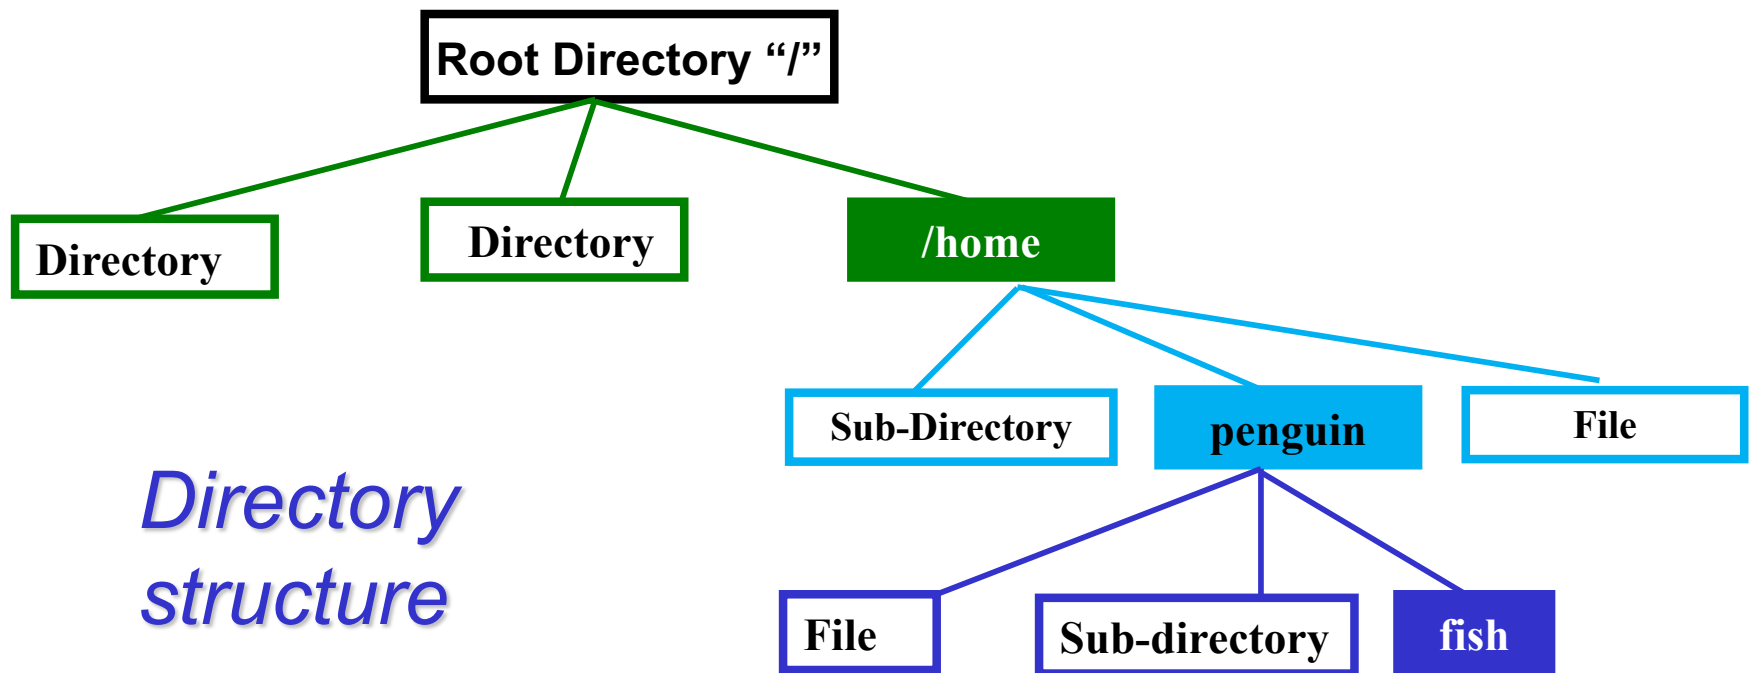 Root Directory “/”
Directory
Directory
/home
Sub-Directory
penguin
File
Directory
structure
File
Sub-directory
fish